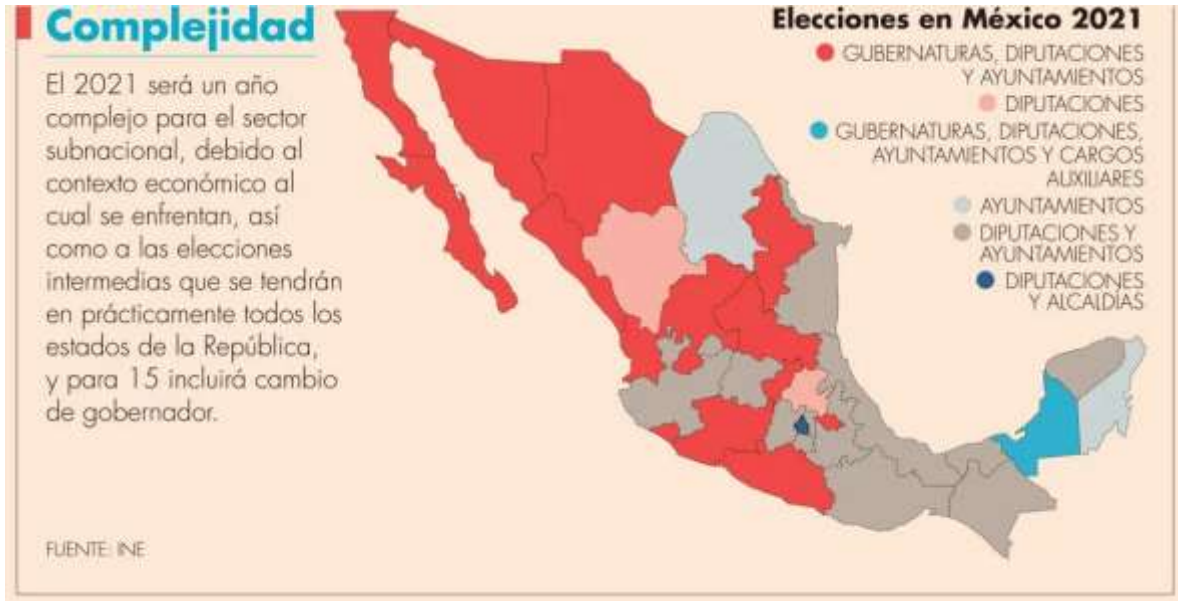 Complejidad
El 2021 será un año
complejo para el sector
subnacional, debido al
contexto económico al
cual se enfrentan, así
como a las elecciones
intermedias que se tendrán
en prácticamente todos los
estados de la República,
y para 15 incluirá cambio
de gobernador.
FUENTE: INE
Elecciones en México 2021
GUBERNATURAS, DIPUTACIONES
Y AYUNTAMIENTOS
DIPUTACIONES
GUBERNATURAS, DIPUTACIONES,
AYUNTAMIENTOS Y CARGOS
AUXILIARES
AYUNTAMIENTOS
DIPUTACIONES Y
AYUNTAMIENTOS
DIPUTACIONES
Y ALCALDÍAS